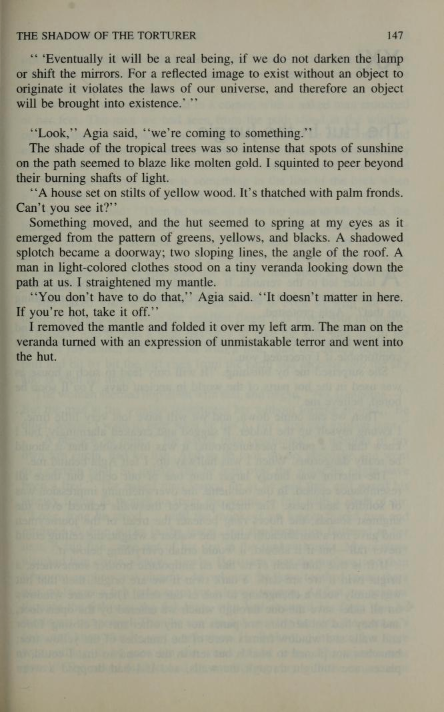 THE SHADOW OF THE TORTURER 147
“ ‘Eventually it will be a real being, if we do not darken the lamp
or shift the mirrors. For a reflected image to exist without an object to
originate it violates the laws of our universe, and therefore an object
will be brought into existence.’ ”
“Look,” Agia said, “we’re coming to something.”
The shade of the tropical trees was so intense that spots of sunshine
on the path seemed to blaze like molten gold. I squinted to peer beyond
their burning shafts of light.
“A house set on stilts of yellow wood. It’s thatched with palm fronds.
Can’t you see it?”
Something moved, and the hut seemed to spring at my eyes as it
emerged from the pattern of greens, yellows, and blacks. A shadowed
splotch became a doorway; two sloping lines, the angle of the roof. A
man in light-colored clothes stood on a tiny veranda looking down the
path at us. I straightened my mantle.
“You don’t have to do that,” Agia said. “It doesn’t matter in here.
If you’re hot, take it off.”
I removed the mantle and folded it over my left arm. The man on the
veranda turned with an expression of unmistakable terror and went into
the hut.